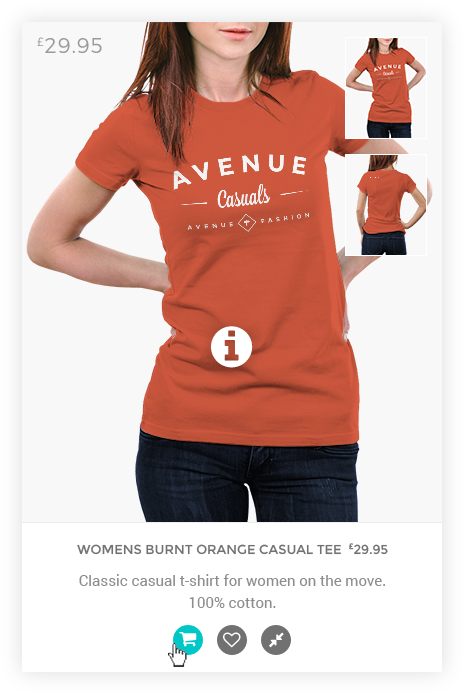 £29.95
AVENUE
Casuals
AVENUE FASHION
i
WOMENS BURNT ORANGE CASUAL TEE £29.95
Classic casual t-shirt for women on the move.
100% cotton.